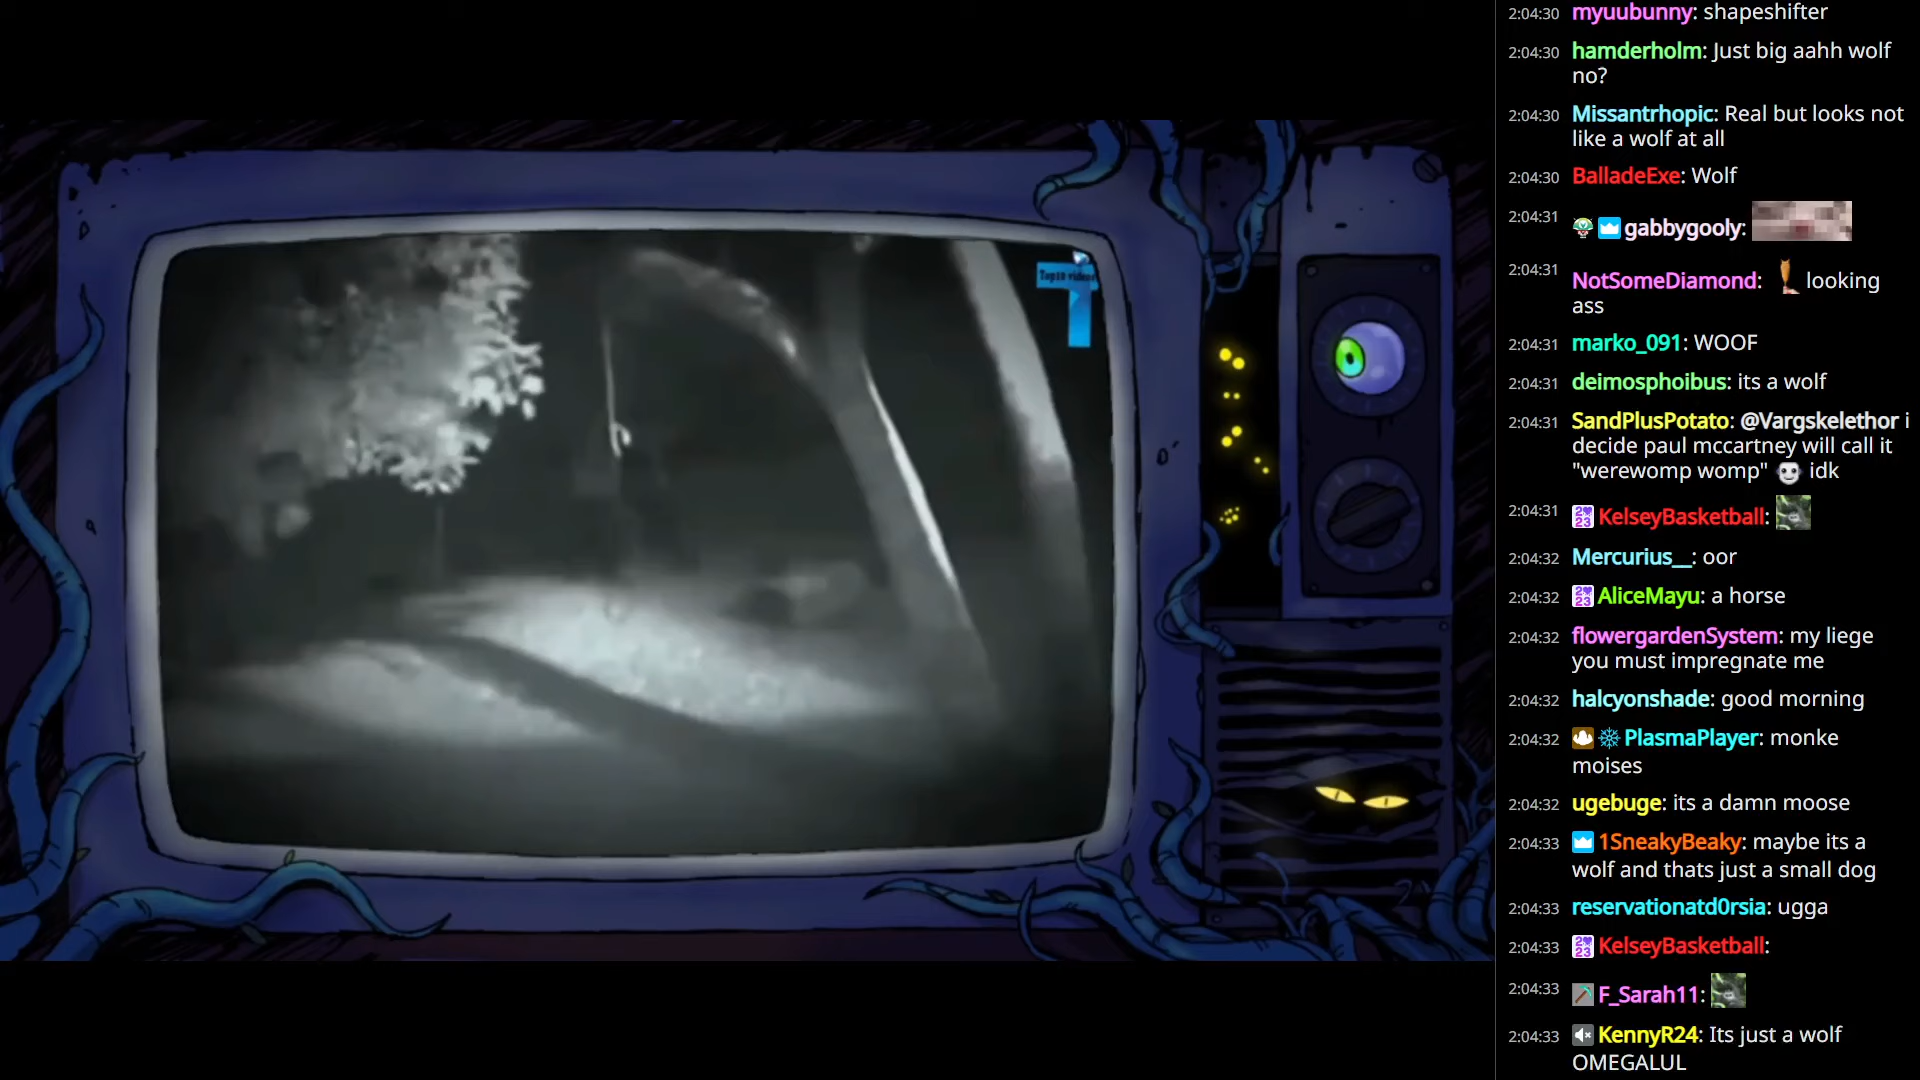 Top10 videos
2:04:30 myuubunny: shapeshifter
2:04:30 hamderholm: Just big aahh wolf
no?
2:04:30 Missantrhopic: Real but looks not
like a wolf at all
2:04:30 BalladeExe: Wolf
2:04:31 gabbygooly:
2:04:31 NotSomeDiamond: looking
ass
2:04:31 marko_091: WOOF
2:04:31 deimosphoibus: its a wolf
2:04:31 SandPlusPotato: @Vargskelethor i
decide paul mccartney will call it
"werewomp womp" idk
2:04:31 KelseyBasketball:
2:04:32 Mercurius__: oor
2:04:32 AliceMayu: a horse
2:04:32 flowergardenSystem: my liege
you must impregnate me
2:04:32 halcyonshade: good morning
2:04:32 PlasmaPlayer: monke
moises
2:04:32 ugebuge: its a damn moose
2:04:33 1SneakyBeaky: maybe its a
wolf and thats just a small dog
2:04:33 reservationatd0rsia: ugga
2:04:33 KelseyBasketball:
2:04:33 F_Sarah11:
2:04:33 KennyR24: Its just a wolf
OMEGALUL